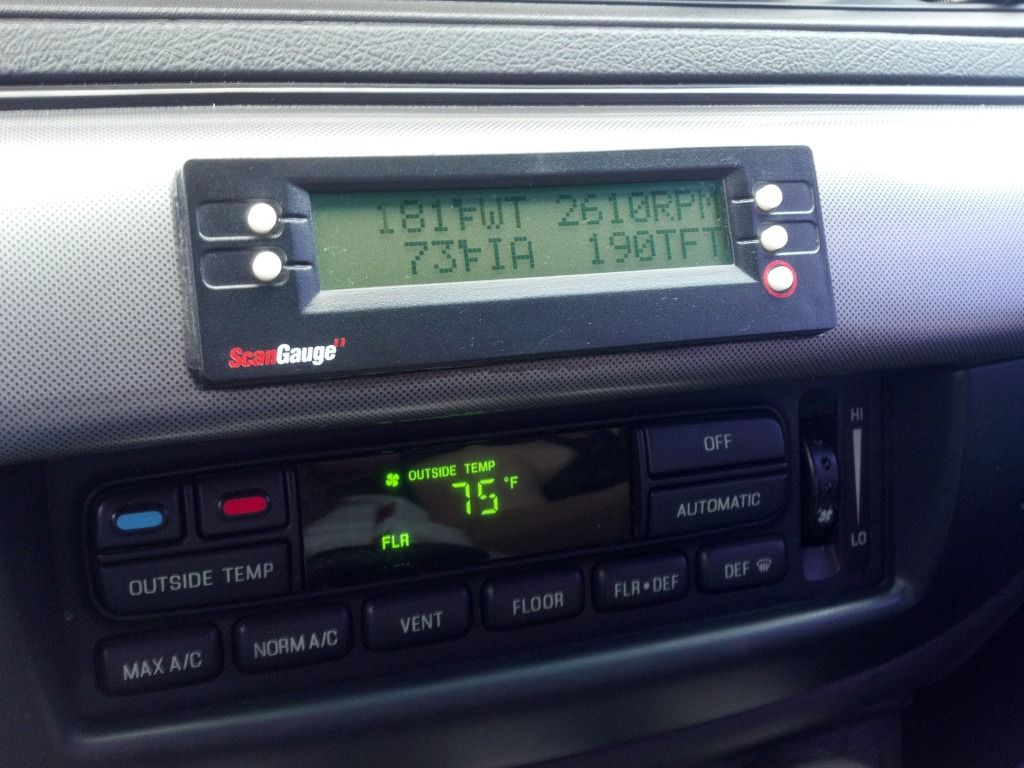 181°FWT 2610RPM
73°FIA 190TFT
ScanGauge II
OUTSIDE TEMP
75 °F
FLR
OFF
AUTOMATIC
HI
LO
OUTSIDE TEMP
MAX A/C
NORM A/C
VENT
FLOOR
FLR•DEF
DEF